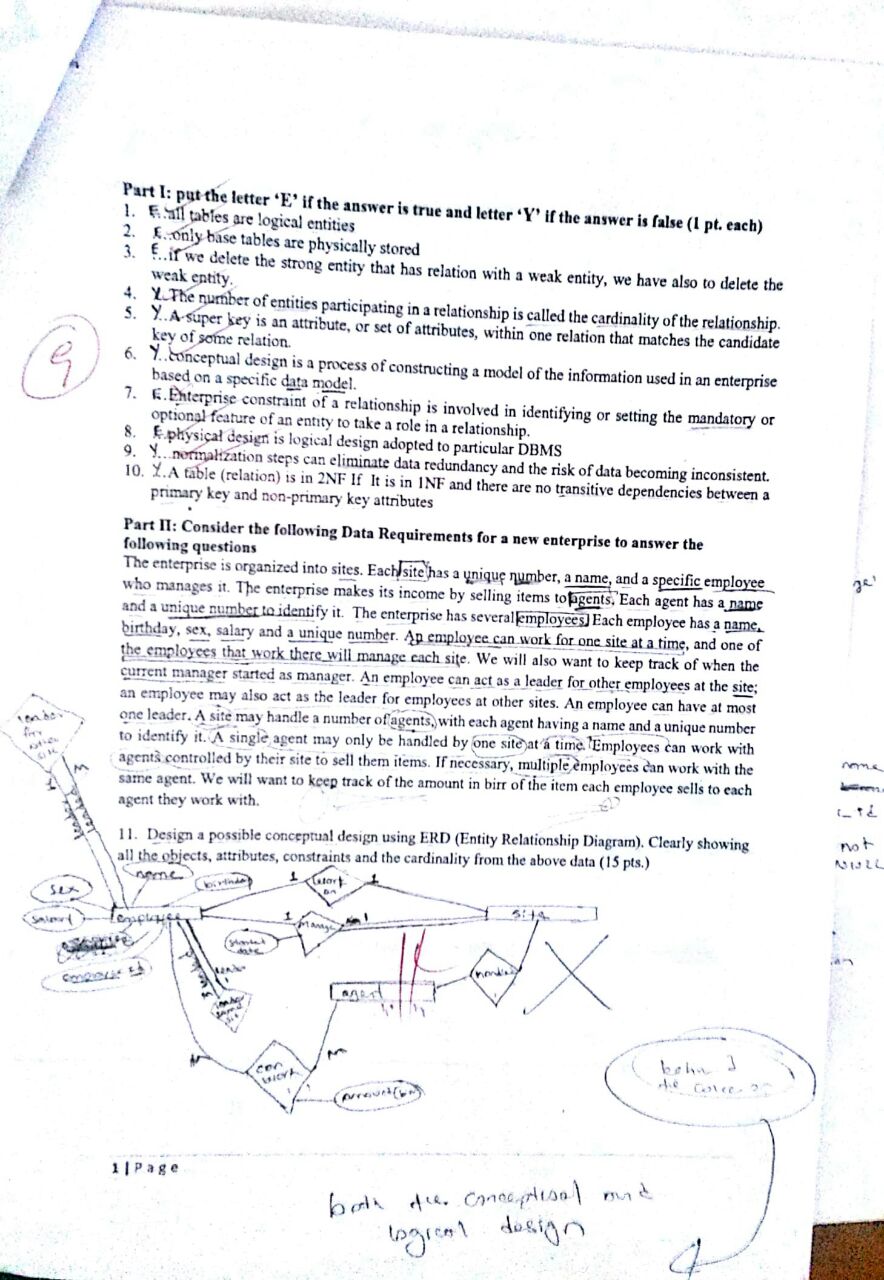 Part I: put the letter ‘E’ if the answer is true and letter ‘Y’ if the answer is false (1 pt. each)
1. E..all tables are logical entities
2. E..only base tables are physically stored
3. E..if we delete the strong entity that has relation with a weak entity, we have also to delete the
weak entity.
4. Y..The number of entities participating in a relationship is called the cardinality of the relationship.
5. Y..A super key is an attribute, or set of attributes, within one relation that matches the candidate
key of some relation.
9
6. Y..conceptual design is a process of constructing a model of the information used in an enterprise
based on a specific data model.
7. E.Enterprise constraint of a relationship is involved in identifying or setting the mandatory or
optional feature of an entity to take a role in a relationship.
8. E.physical design is logical design adopted to particular DBMS
9. Y...normalization steps can eliminate data redundancy and the risk of data becoming inconsistent.
10. Y.A table (relation) is in 2NF If It is in 1NF and there are no transitive dependencies between a
primary key and non-primary key attributes
Part II: Consider the following Data Requirements for a new enterprise to answer the
following questions
The enterprise is organized into sites. Each site has a unique number, a name, and a specific employee
who manages it. The enterprise makes its income by selling items to agents. Each agent has a name
and a unique number to identify it. The enterprise has several employees. Each employee has a name,
birthday, sex, salary and a unique number. An employee can work for one site at a time, and one of
the employees that work there will manage each site. We will also want to keep track of when the
current manager started as manager. An employee can act as a leader for other employees at the site;
an employee may also act as the leader for employees at other sites. An employee can have at most
one leader. A site may handle a number of agents, with each agent having a name and a unique number
to identify it. A single agent may only be handled by one site at a time. Employees can work with
agents controlled by their site to sell them items. If necessary, multiple employees can work with the
same agent. We will want to keep track of the amount in birr of the item each employee sells to each
agent they work with.
not
NULL
11. Design a possible conceptual design using ERD (Entity Relationship Diagram). Clearly showing
all the objects, attributes, constraints and the cardinality from the above data (15 pts.)
name
birthday
1
work
on
1
sex
salary
employee
1
manage
1
site
started
date
employee id
agent
handle
can
work
M
amount(br)
behind
1 | Page
both the conceptual and
logical design